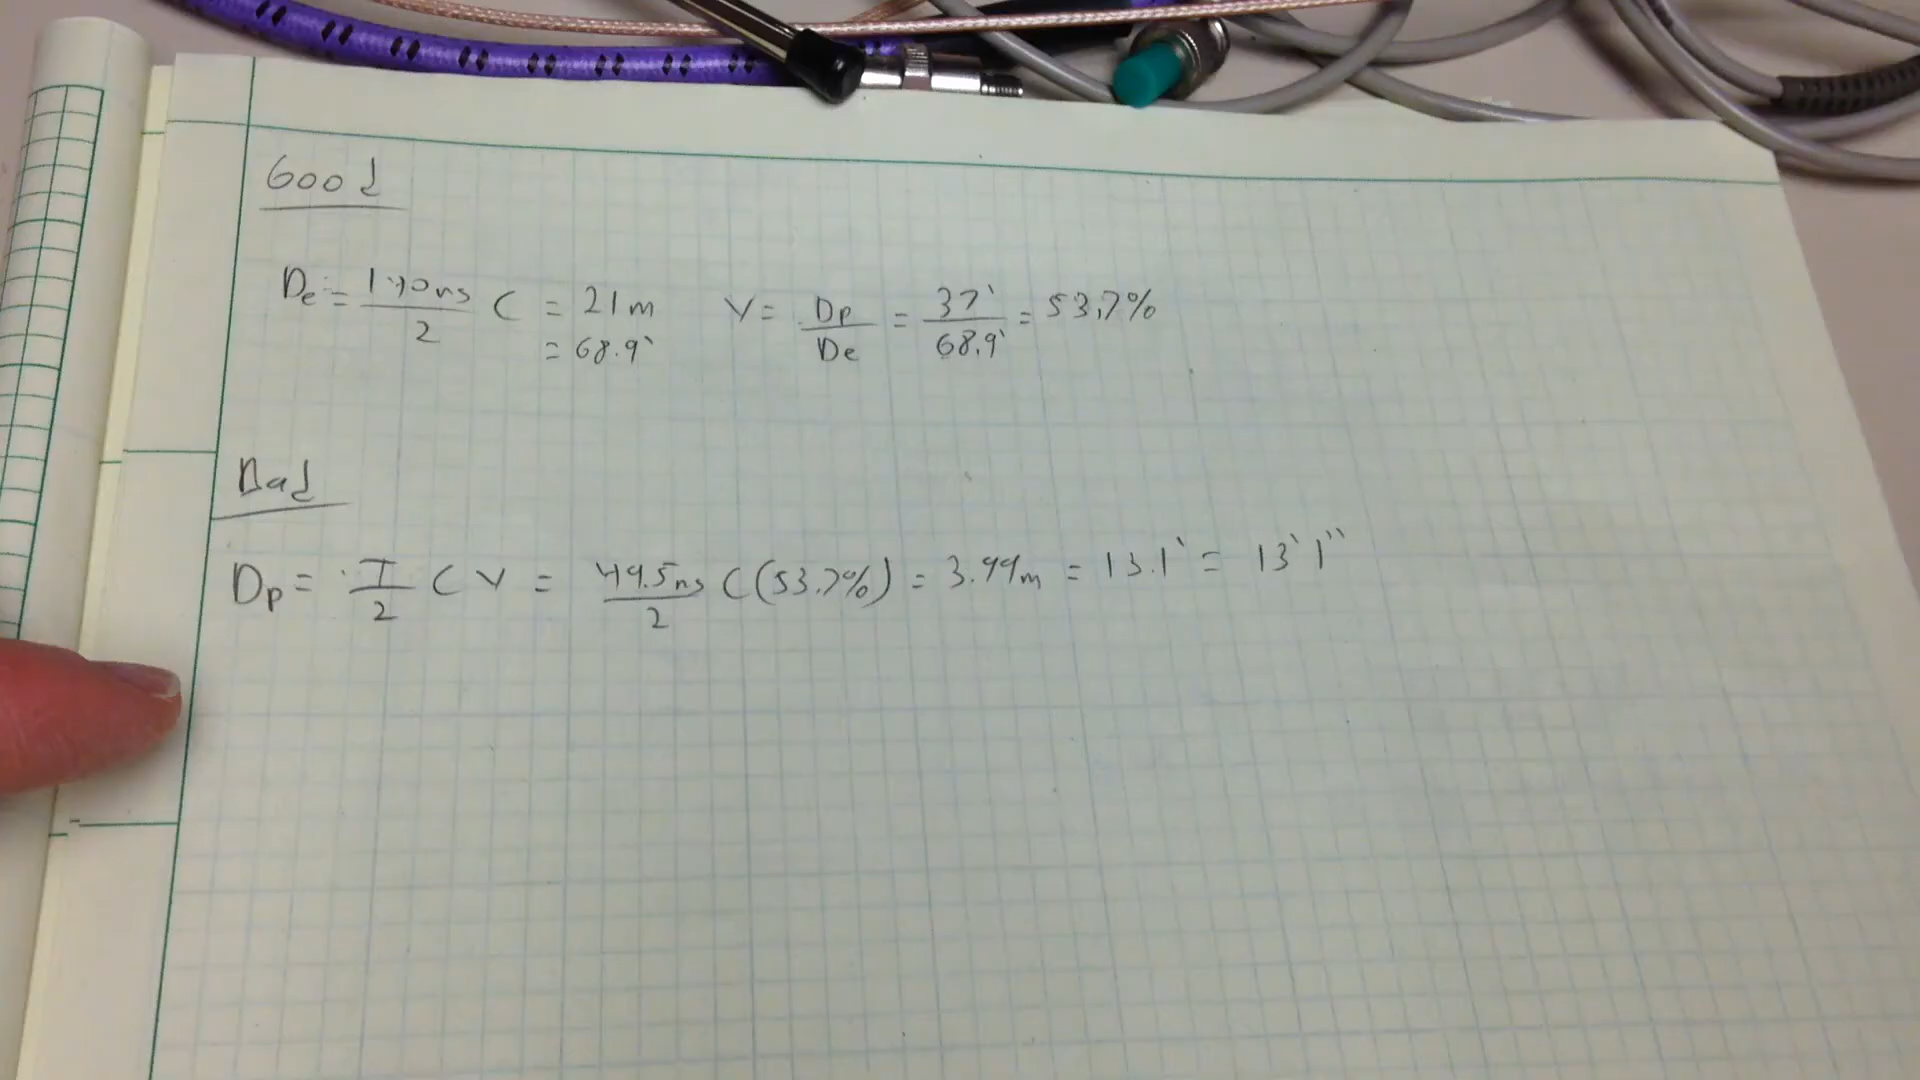 Good
De = 140ns/2 C = 21m V = Dp/De = 37'/68.9' = 53.7%
= 68.9'
Bad
Dp = T/2 C V = 49.5ns/2 C (53.7%) = 3.99m = 13.1' = 13' 1"